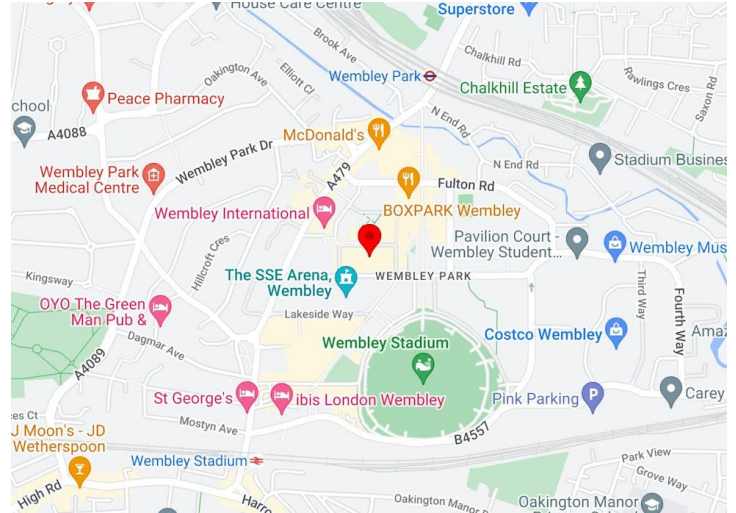 House Care Centre
Superstore
Brook Ave
Chalkhill Rd
Elliott Cl
Wembley Park
Oakington Ave
Chalkhill Estate
Rawlings Cres
Saxon Rd
Peace Pharmacy
chool
A4088
McDonald's
N End Rd
Wembley Park Dr
N End Rd
Stadium Busines
Wembley Park
Medical Centre
A479
Fulton Rd
BOXPARK Wembley
Wembley International
Pavilion Court -
Wembley Student...
Wembley Mus
Hillcroft Cres
Kingsway
The SSE Arena,
Wembley
WEMBLEY PARK
Third Way
Fourth Way
OYO The Green
Man Pub &
Lakeside Way
Dagmar Ave
Wembley Stadium
Costco Wembley
Amaz
A4089
St George's
ibis London Wembley
Pink Parking
Carey
ces Ct
Mostyn Ave
B4557
J Moon's - JD
Wetherspoon
Wembley Stadium
Park View
Grove Way
High Rd
Harro
Oakington Manor D
Oakington Manor